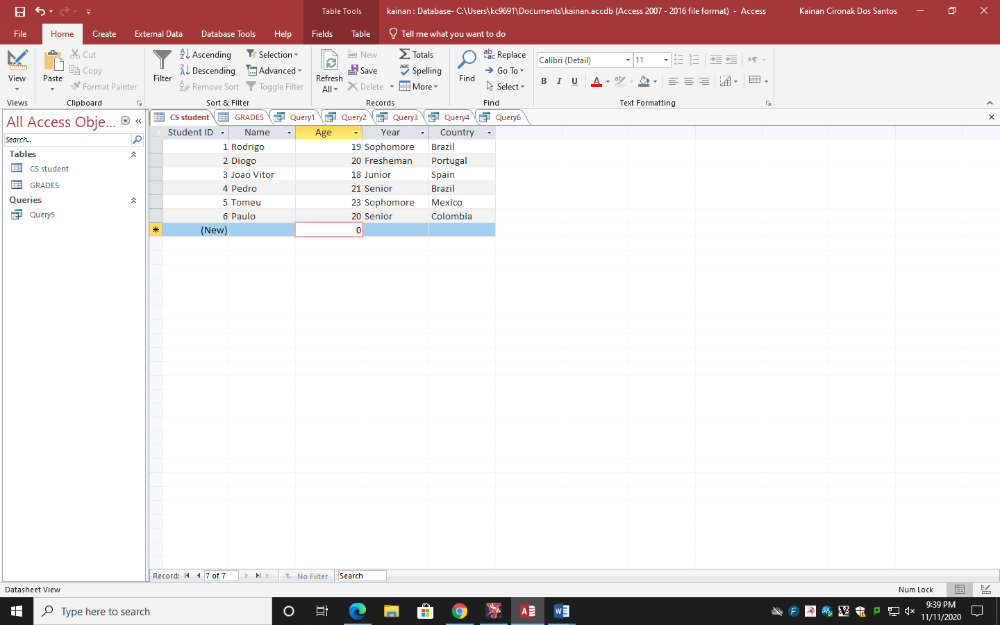 Table Tools
kainan : Database- C:\Users\kc9691\Documents\kainan.accdb (Access 2007 - 2016 file format) - Access
Kainan Cironak Dos Santos
File Home Create External Data Database Tools Help Fields Table Tell me what you want to do
View
Views
Paste
Cut
Copy
Format Painter
Clipboard
Filter
Ascending
Descending
Remove Sort
Selection
Advanced
Toggle Filter
Sort & Filter
Refresh
All
New
Save
Delete
Totals
ABC
Spelling
More
Records
Find
ab
ac
Replace
Go To
Select
Find
Calibri (Detail) 11
B I U A ab
Text Formatting
All Access Obje... «
Search...
Tables
CS student
GRADES
Queries
Query5
CS student GRADES Query1 Query2 Query3 Query4 Query6
Student ID Name Age Year Country
1 Rodrigo 19 Sophomore Brazil
2 Diogo 20 Fresheman Portugal
3 Joao Vitor 18 Junior Spain
4 Pedro 21 Senior Brazil
5 Tomeu 23 Sophomore Mexico
6 Paulo 20 Senior Colombia
(New) 0
Record: 7 of 7 No Filter Search
Datasheet View
Num Lock
Type here to search
9:39 PM
11/11/2020